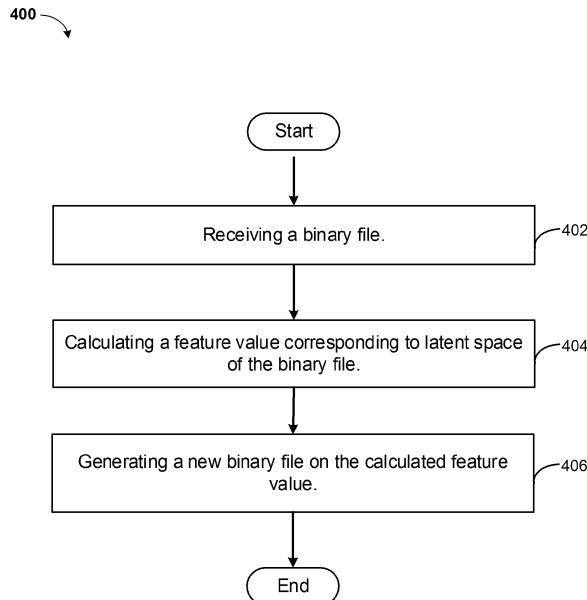 400
Start
Receiving a binary file.
402
Calculating a feature value corresponding to latent space
of the binary file.
404
Generating a new binary file on the calculated feature
value.
406
End